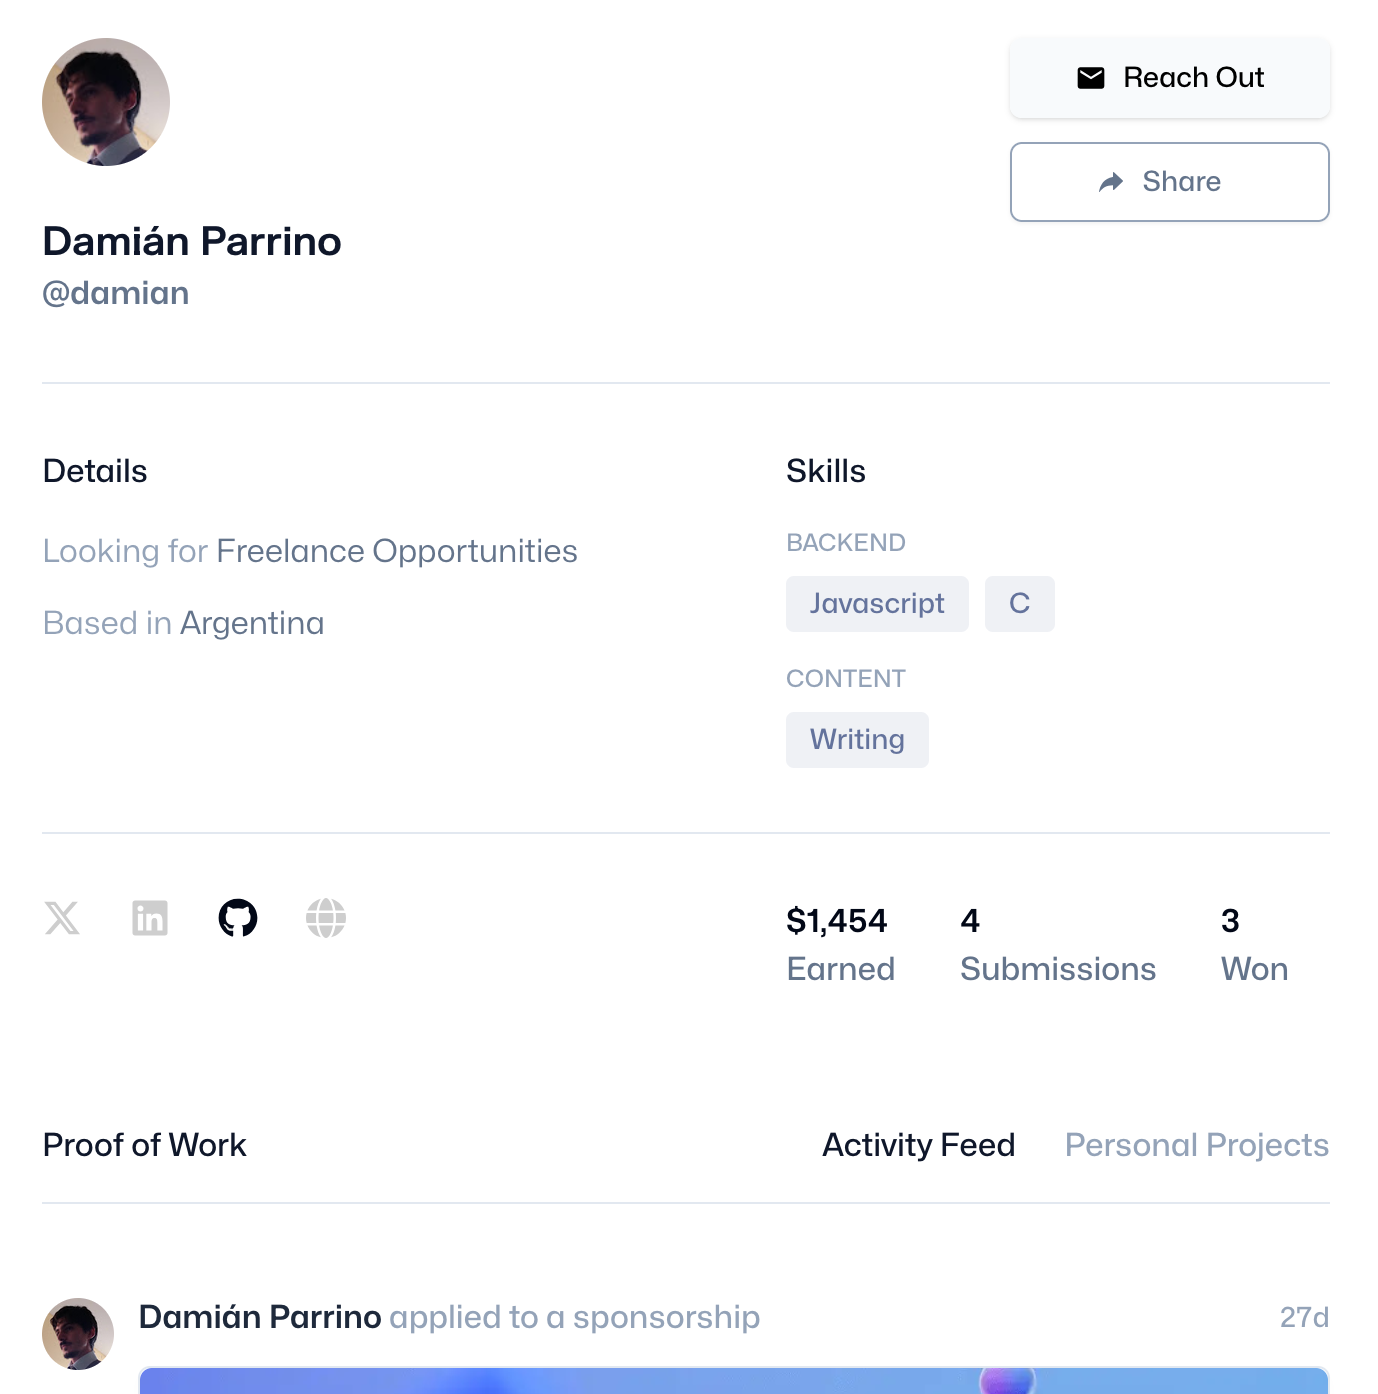 Reach Out
Share
Damián Parrino
@damian
Details
Looking for Freelance Opportunities
Based in Argentina
Skills
BACKEND
Javascript C
CONTENT
Writing
in
$1,454 4 3
Earned Submissions Won
Proof of Work Activity Feed Personal Projects
Damián Parrino applied to a sponsorship 27d